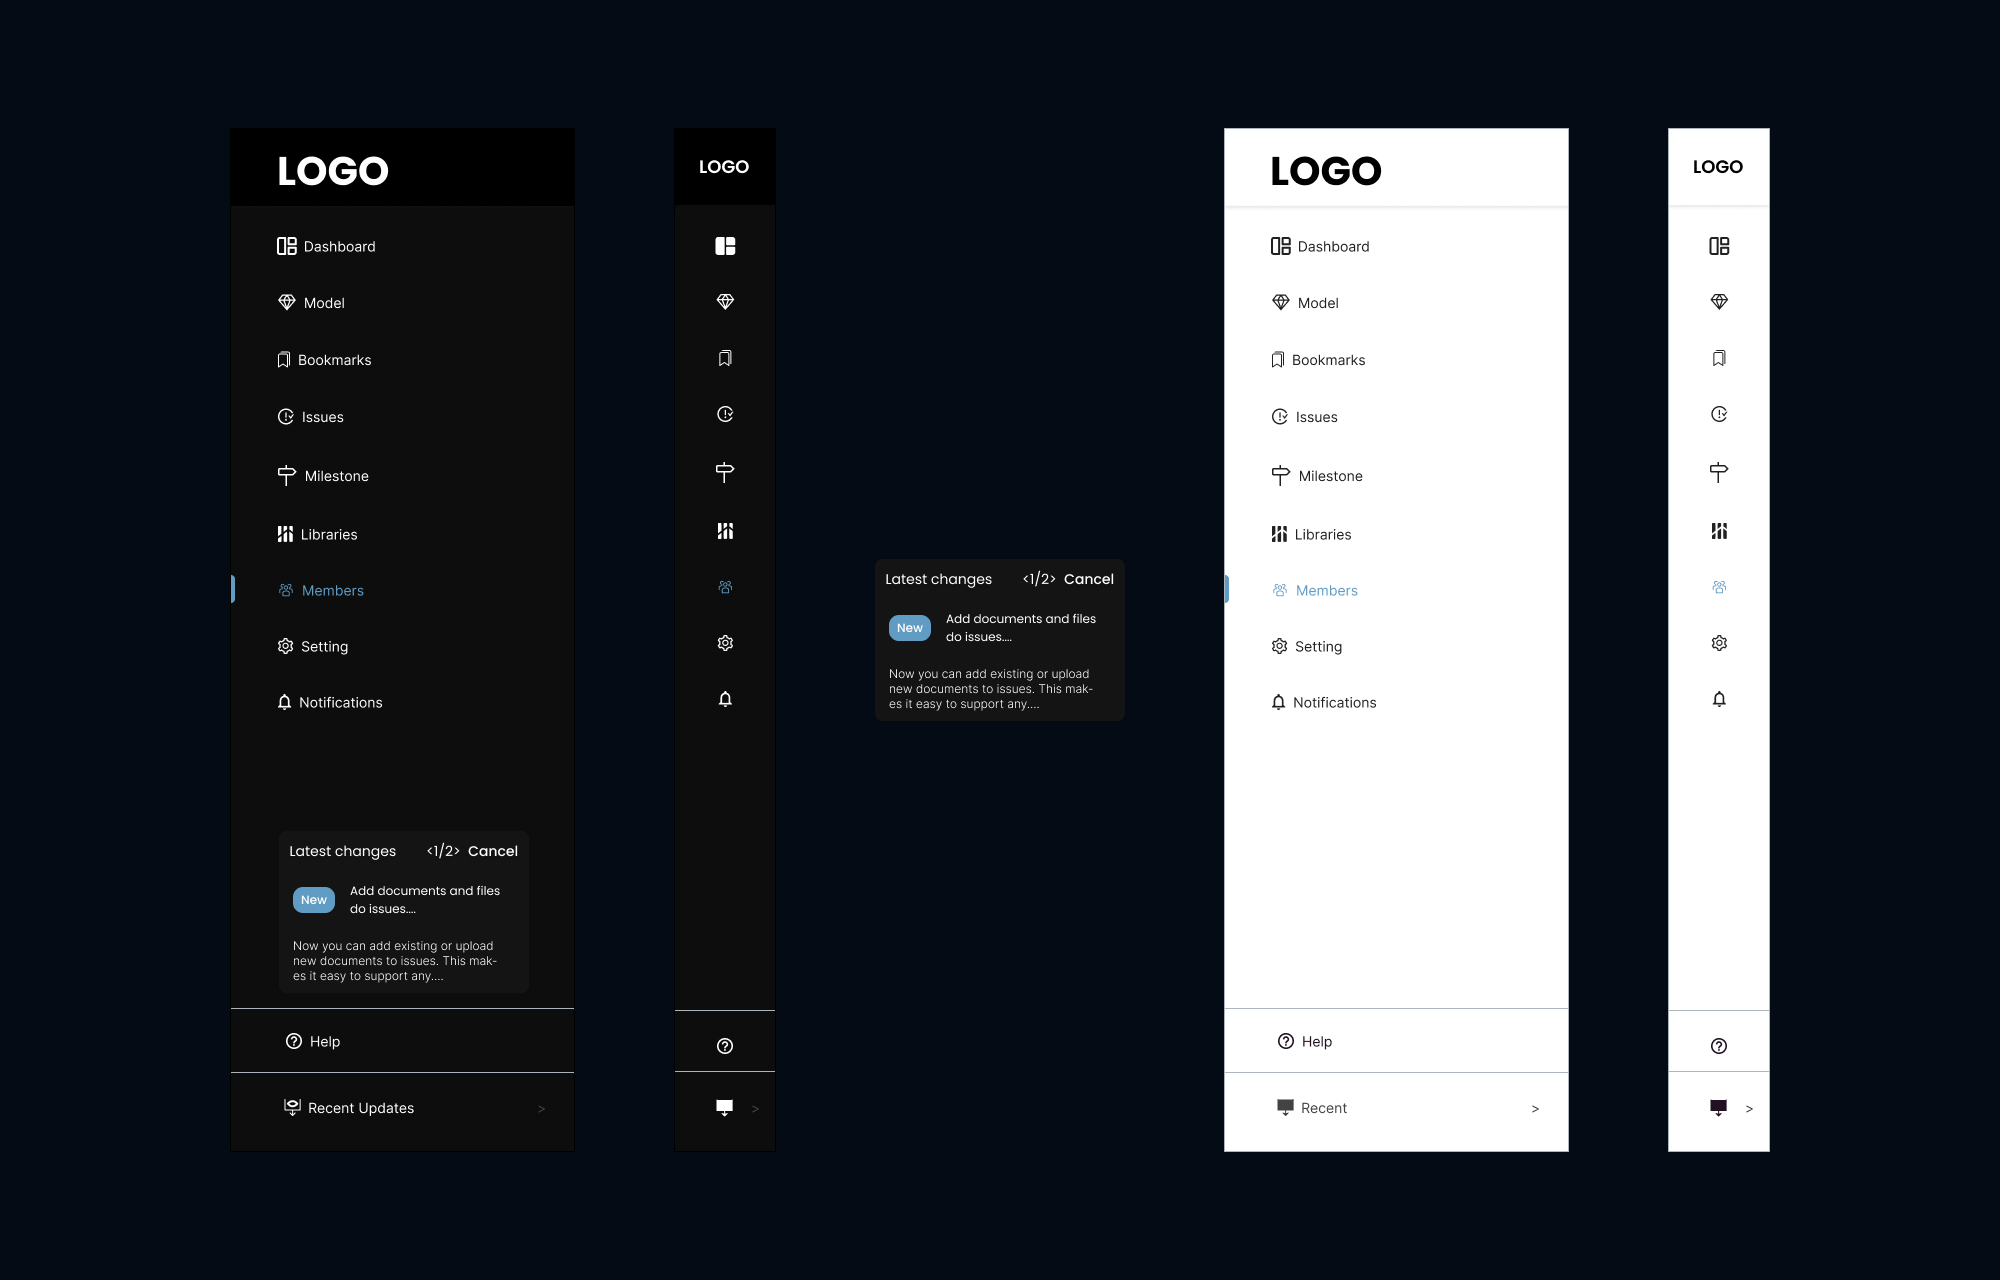 LOGO
Dashboard
Model
Bookmarks
Issues
Milestone
Libraries
Members
Setting
Notifications
Latest changes <1/2> Cancel
New
Add documents and files
do issues....
Now you can add existing or upload
new documents to issues. This mak-
es it easy to support any....
Help
Recent Updates >
LOGO
>
Latest changes <1/2> Cancel
New
Add documents and files
do issues....
Now you can add existing or upload
new documents to issues. This mak-
es it easy to support any....
LOGO
Dashboard
Model
Bookmarks
Issues
Milestone
Libraries
Members
Setting
Notifications
Help
Recent >
LOGO
>